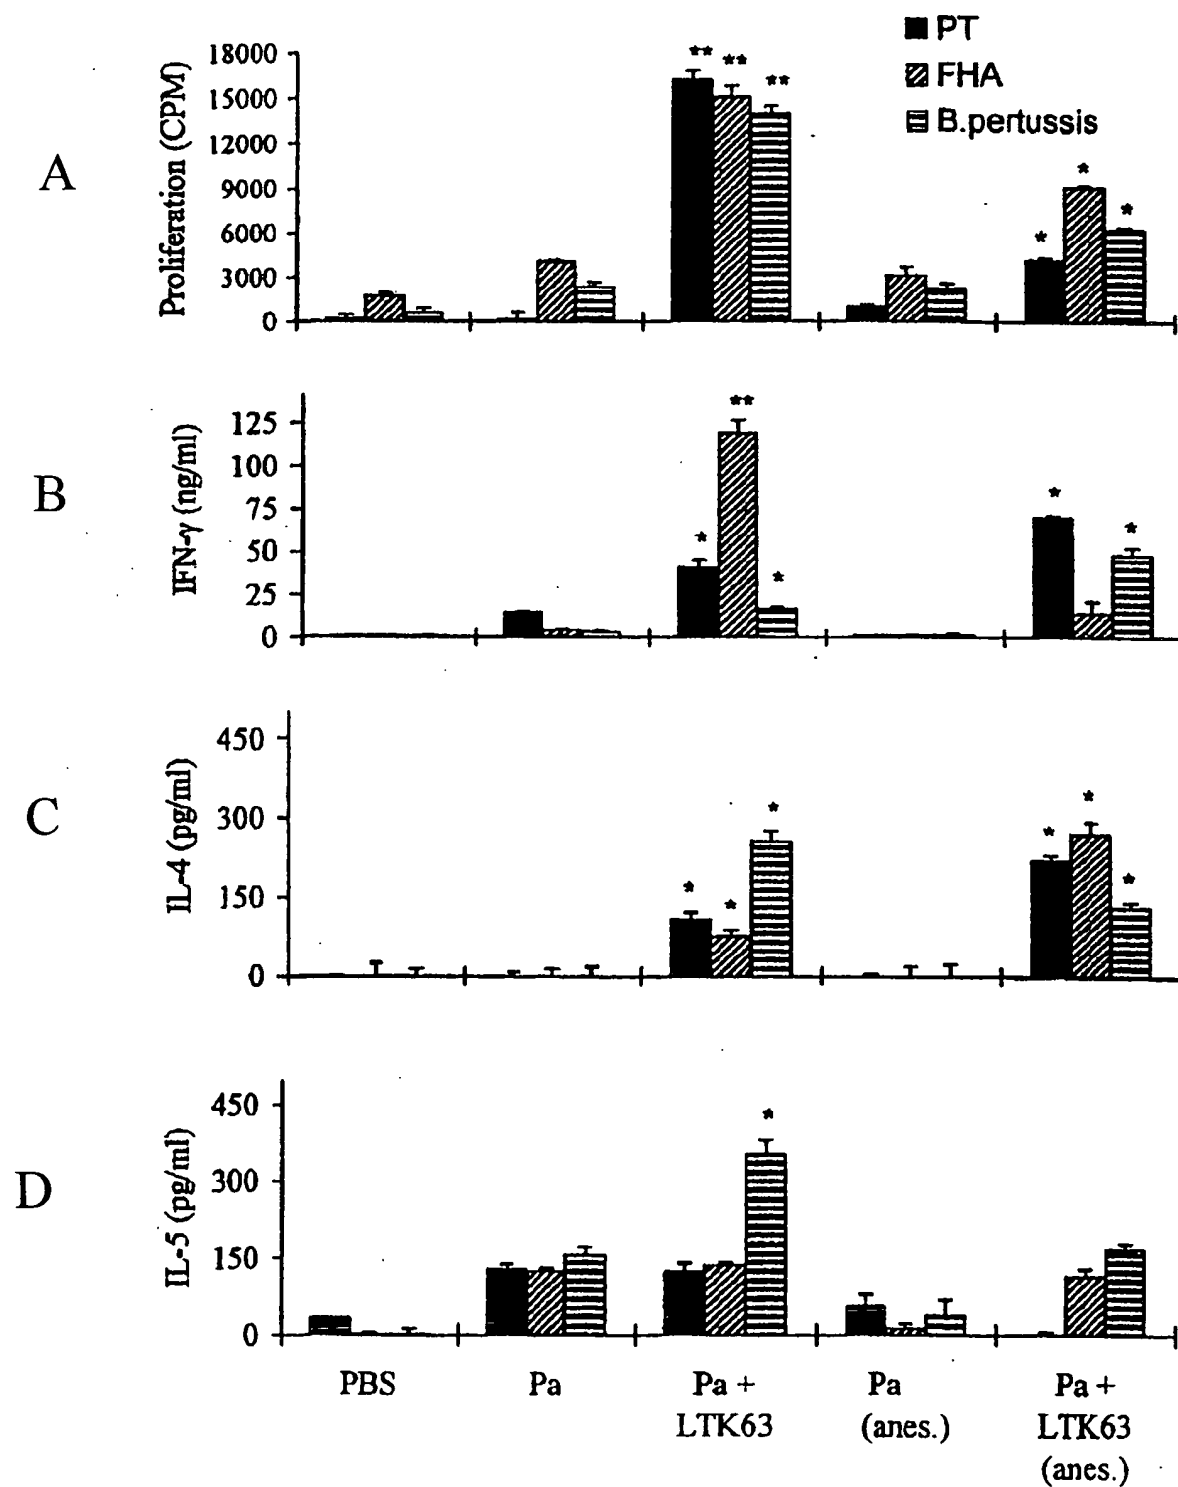 PT
FHA
B.pertussis
A
Proliferation (CPM)
18000
15000
12000
9000
6000
3000
0
** ** **
* * *
B
IFN-γ (ng/ml)
125
100
75
50
25
0
* ** *
* *
C
IL-4 (pg/ml)
450
300
150
0
* * *
* * *
D
IL-5 (pg/ml)
450
300
150
0
*
PBS Pa Pa + Pa Pa +
LTK63 (anes.) LTK63
(anes.)